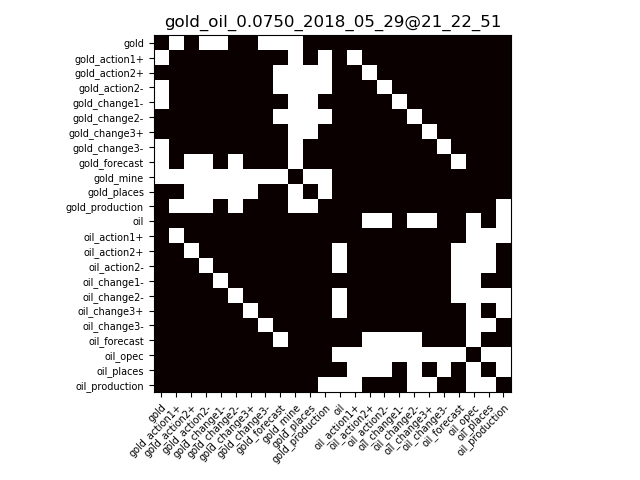 gold_oil_0.0750_2018_05_29@21_22_51
gold
gold_action1+
gold_action2+
gold_action2-
gold_change1-
gold_change2-
gold_change3+
gold_change3-
gold_forecast
gold_mine
gold_places
gold_production
oil
oil_action1+
oil_action2+
oil_action2-
oil_change1-
oil_change2-
oil_change3+
oil_change3-
oil_forecast
oil_opec
oil_places
oil_production
gold
gold_action1+
gold_action2+
gold_action2-
gold_change1-
gold_change2-
gold_change3+
gold_change3-
gold_forecast
gold_mine
gold_places
gold_production
oil
oil_action1+
oil_action2+
oil_action2-
oil_change1-
oil_change2-
oil_change3+
oil_change3-
oil_forecast
oil_opec
oil_places
oil_production